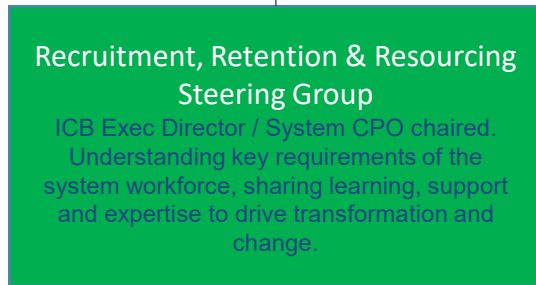 Recruitment, Retention & Resourcing
Steering Group
ICB Exec Director / System CPO chaired.
Understanding key requirements of the
system workforce, sharing learning, support
and expertise to drive transformation and
change.